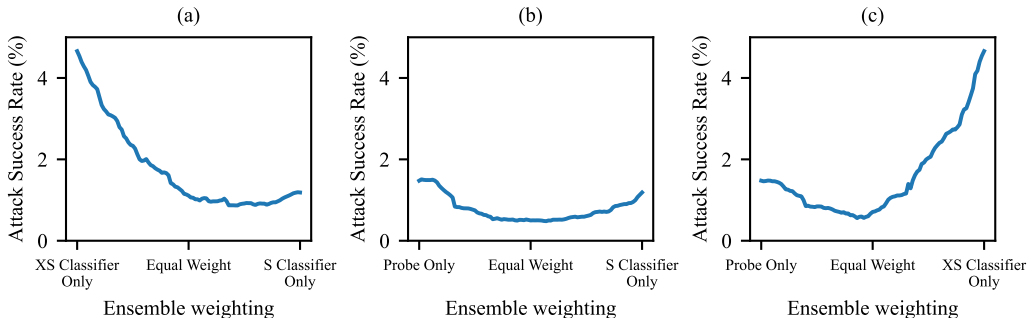 (a)
Attack Success Rate (%)
4
2
0
XS Classifier
Only
Equal Weight
S Classifier
Only
Ensemble weighting
(b)
Attack Success Rate (%)
4
2
0
Probe Only
Equal Weight
S Classifier
Only
Ensemble weighting
(c)
Attack Success Rate (%)
4
2
0
Probe Only
Equal Weight
XS Classifier
Only
Ensemble weighting